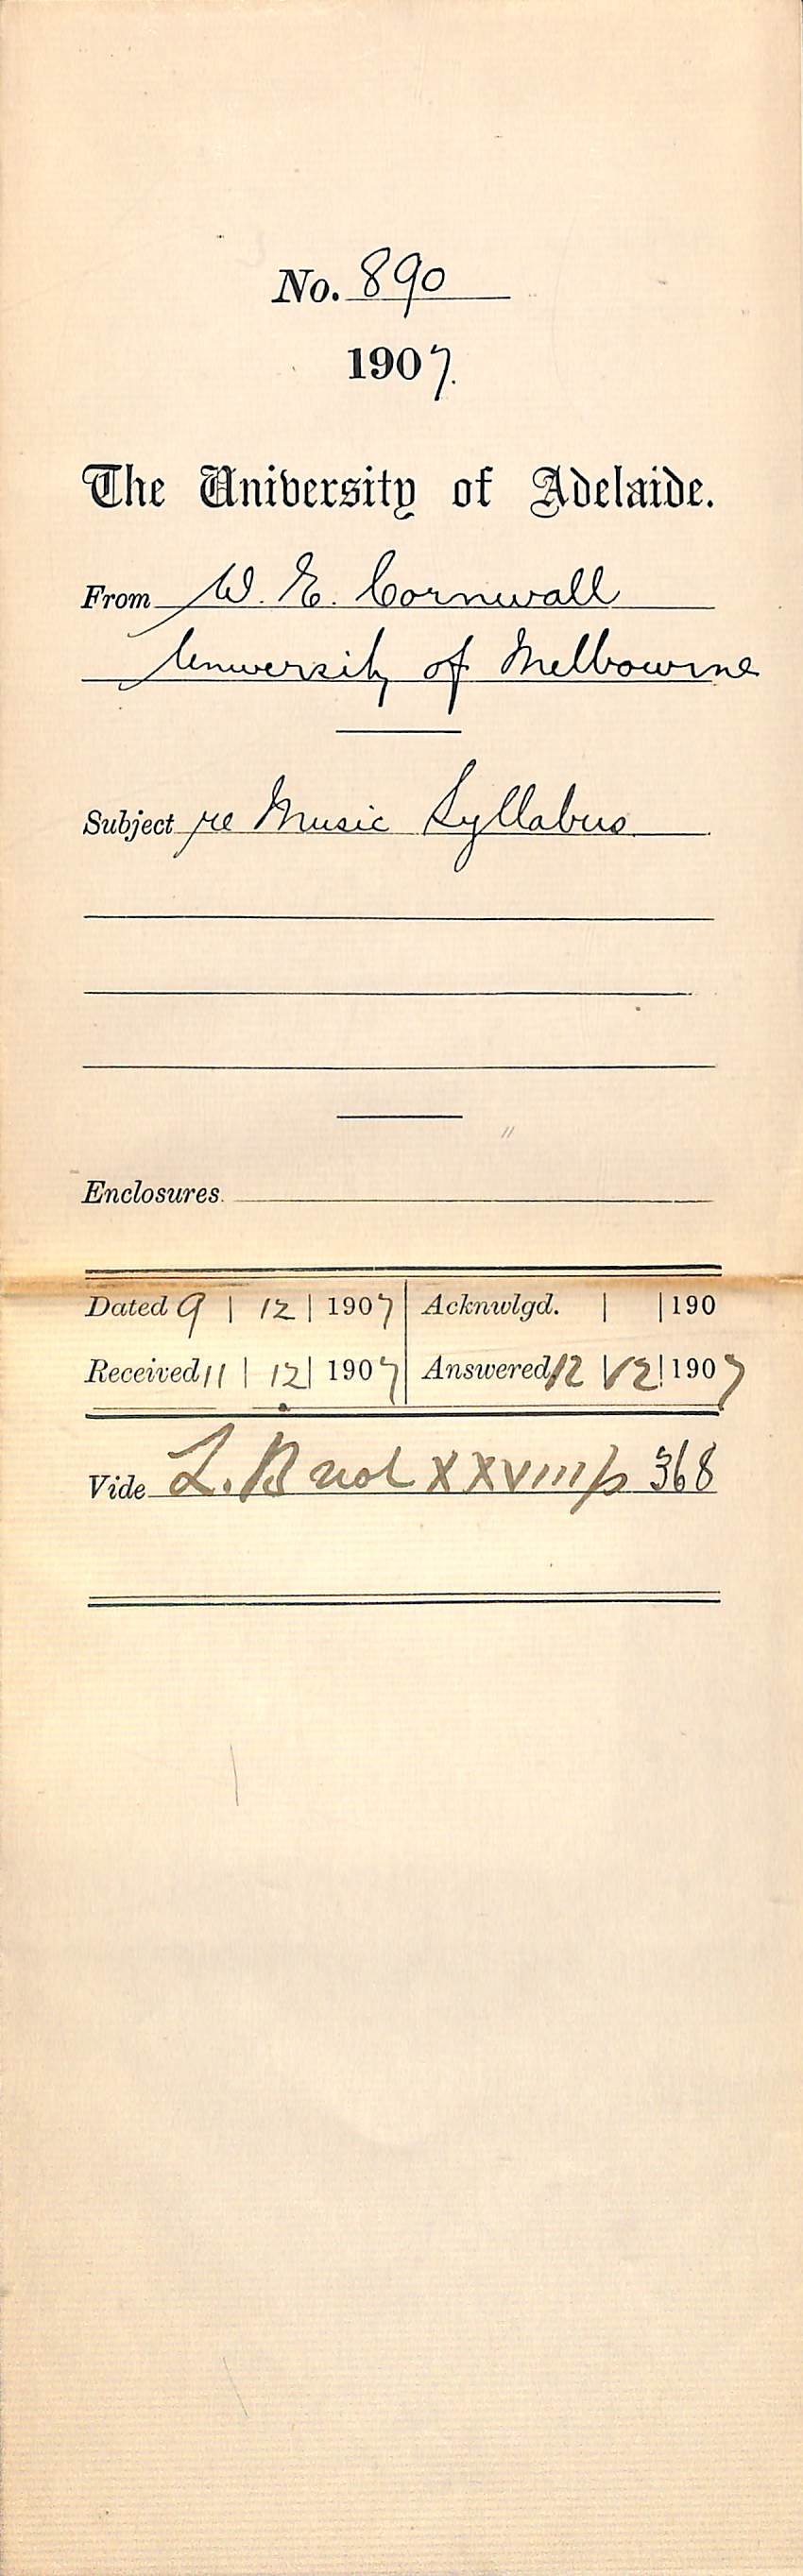 No. 890
1907.
The University of Adelaide.
From W. E. Cornwall
University of Melbourne
Subject re Music Syllabus
Enclosures.
Dated 9 | 12 | 1907 Acknwlgd. | | 190
Received 11 | 12 | 1907 Answered 12 | 12 | 1907
Vide L. B vol XXVIII p 368